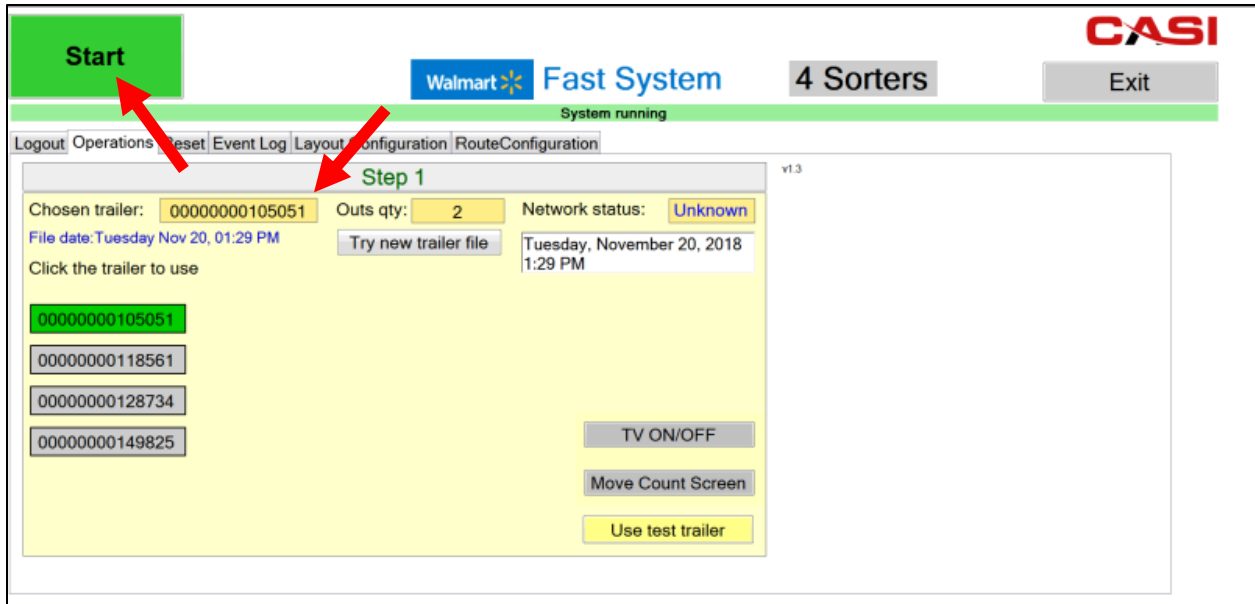 CASI
Start
Walmart Fast System
4 Sorters
Exit
System running
Logout Operations Reset Event Log Layout Configuration RouteConfiguration
Step 1
v1.3
Chosen trailer: 00000000105051 Outs qty: 2 Network status: Unknown
File date:Tuesday Nov 20, 01:29 PM
Try new trailer file
Tuesday, November 20, 2018
1:29 PM
Click the trailer to use
00000000105051
00000000118561
00000000128734
00000000149825
TV ON/OFF
Move Count Screen
Use test trailer